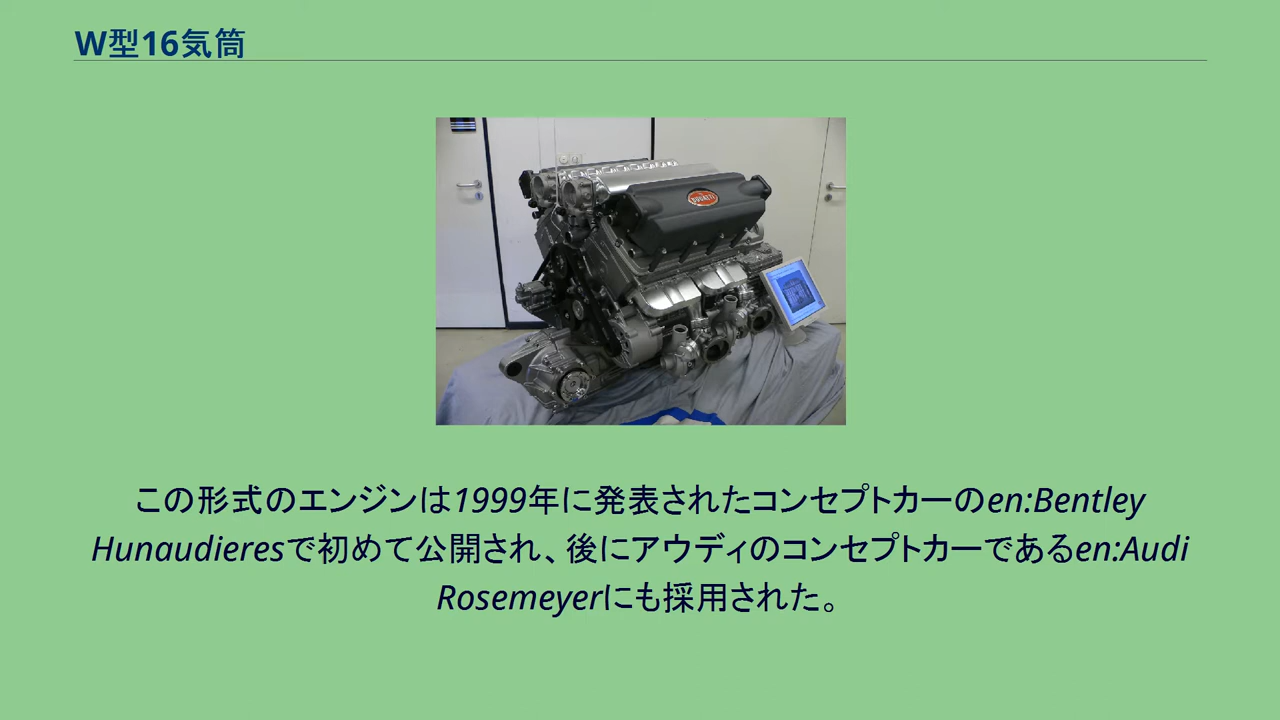 W型16気筒
BUGATTI
この形式のエンジンは1999年に発表されたコンセプトカーのen:Bentley
Hunaudieresで初めて公開され、後にアウディのコンセプトカーであるen:Audi
Rosemeyerにも採用された。